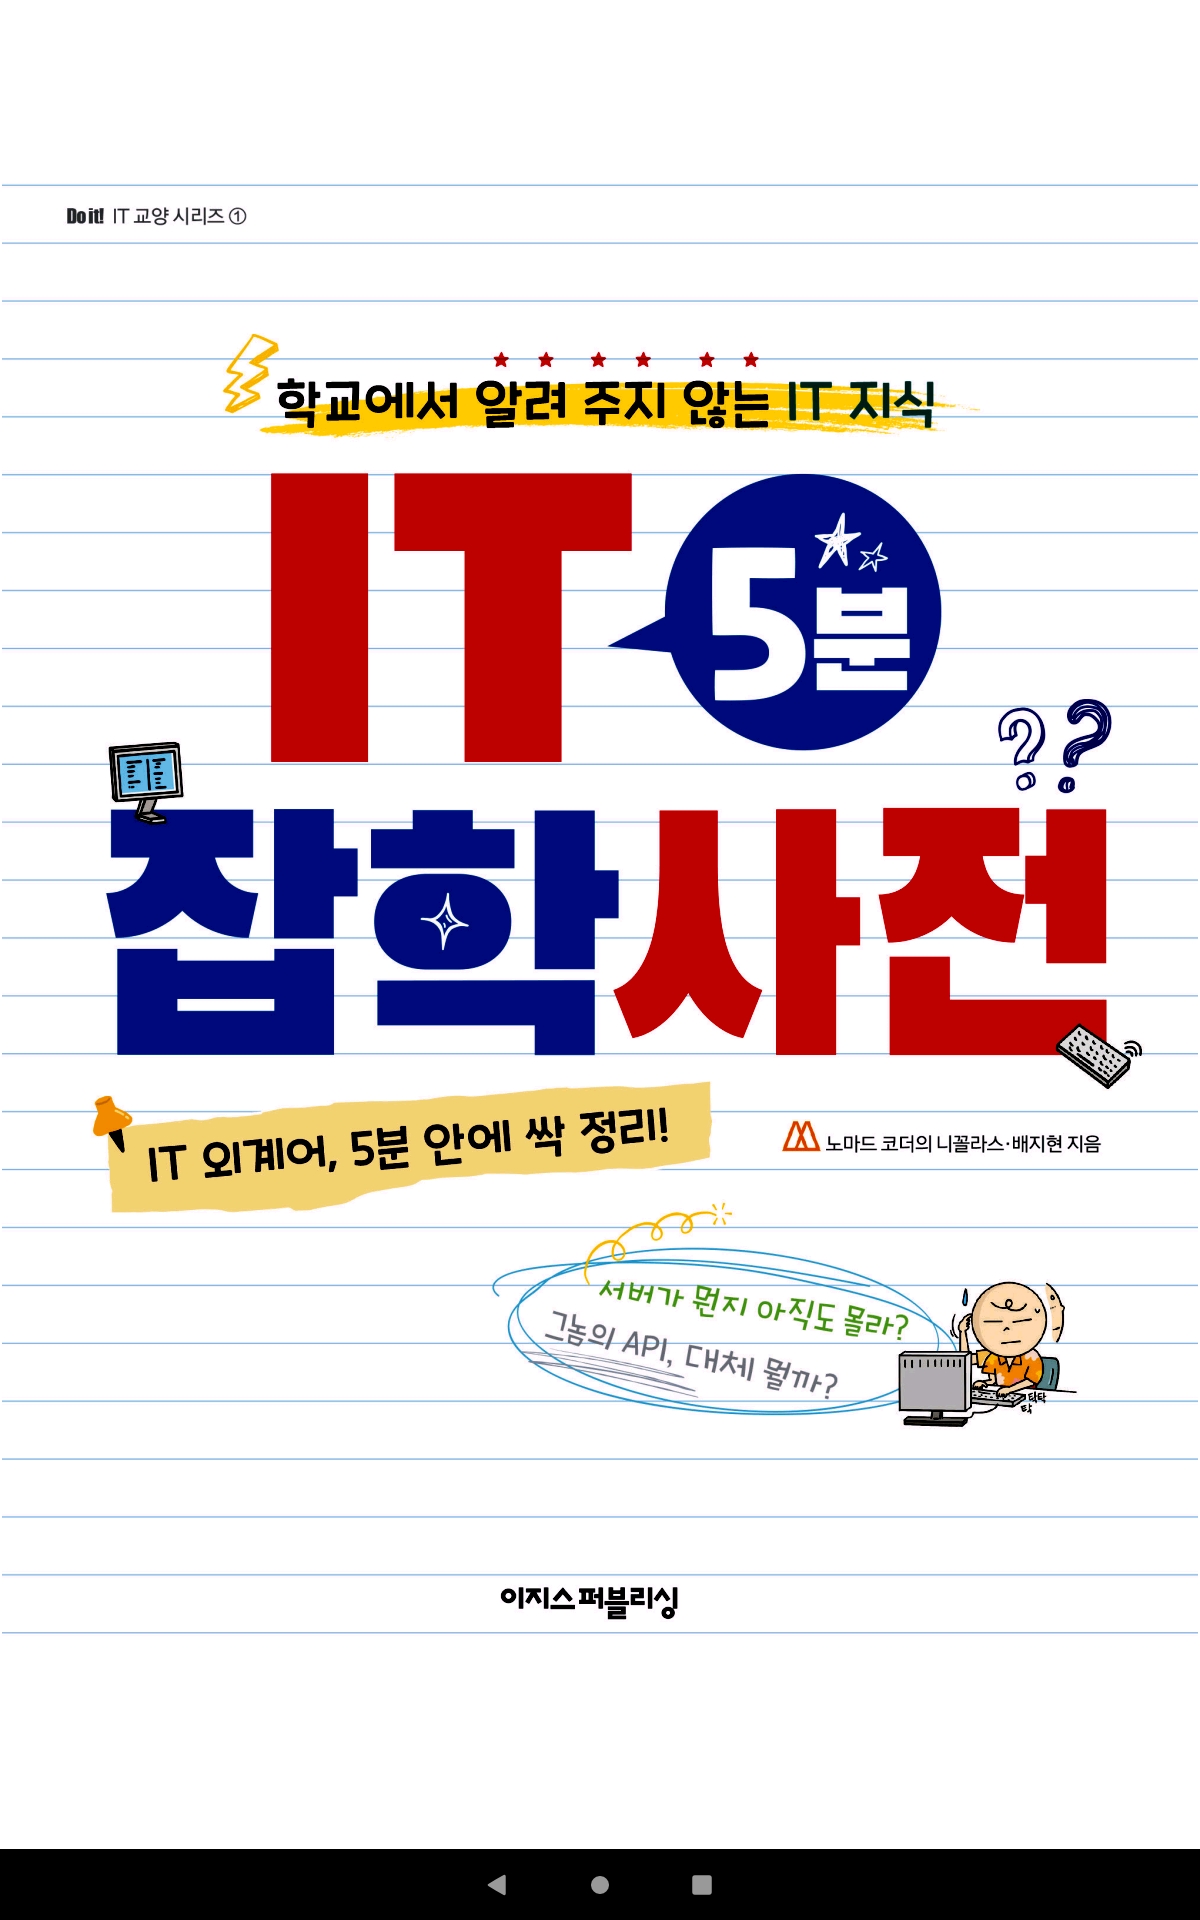 Do it! IT 교양 시리즈 ①
학교에서 알려 주지 않는 IT 지식
IT 5분
잡학사전
IT 외계어, 5분 안에 싹 정리!
노마드 코더의 니꼴라스·배지현 지음
서버가 뭔지 아직도 몰라?
그놈의 API, 대체 뭘까?
탁탁
탁
이지스퍼블리싱